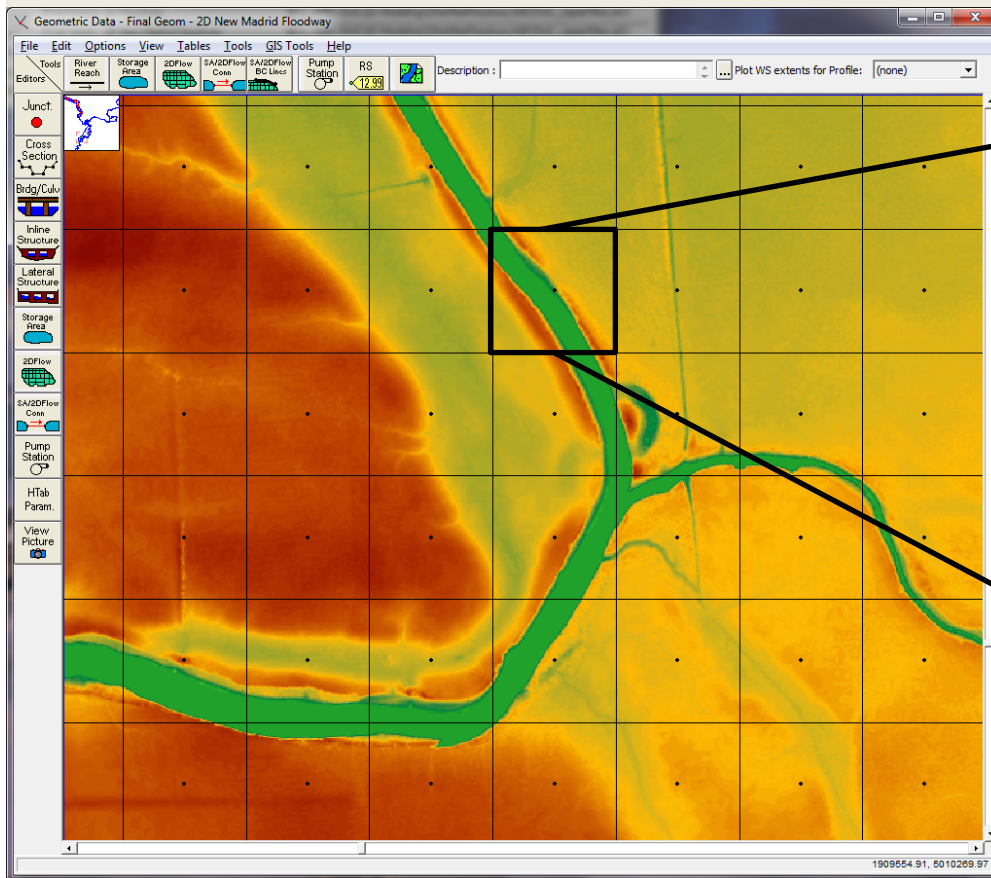 Geometric Data - Final Geom - 2D New Madrid Floodway
File Edit Options View Tables Tools GIS Tools Help
Tools
Editors
River
Reach
Storage
Area
2DFlow
SA/2DFlow
Conn
SA/2DFlow
BC Lines
Pump
Station
RS
12.99
Description :
...
Plot WS extents for Profile:
(none)
Junct.
Cross
Section
Brdg/Culv
Inline
Structure
Lateral
Structure
Storage
Area
2DFlow
SA/2DFlow
Conn
Pump
Station
HTab
Param.
View
Picture
1909554.91, 5010269.97